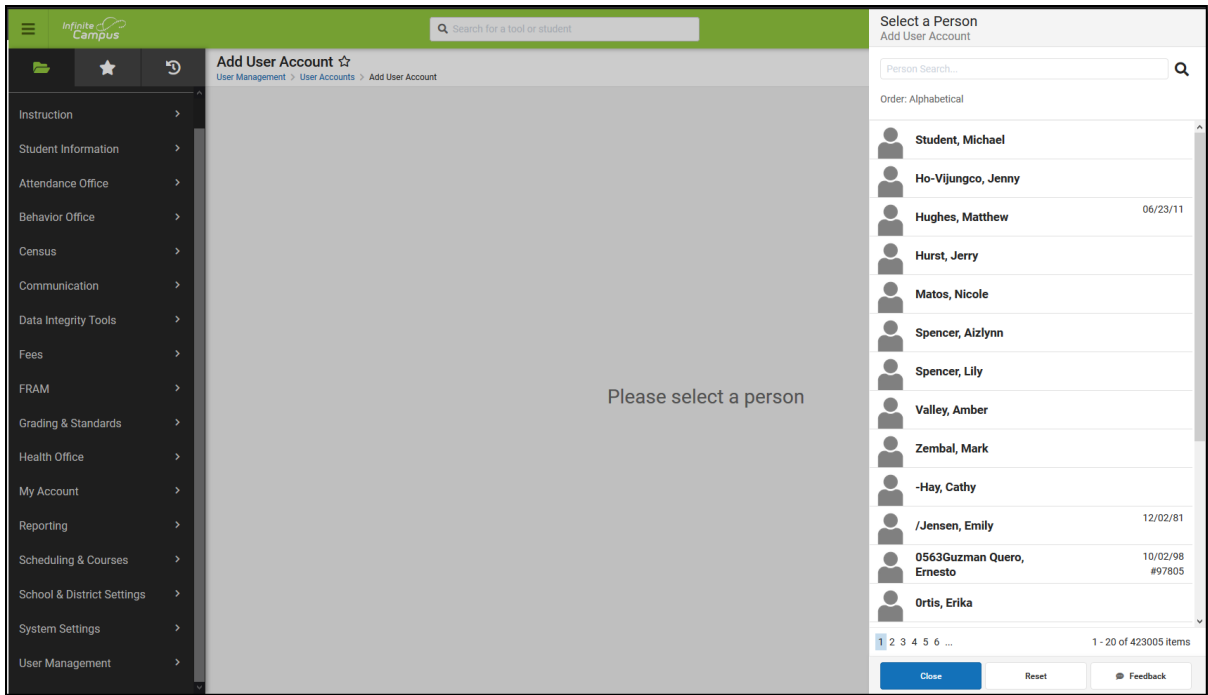 Infinite
Campus
Search for a tool or student
Add User Account
User Management > User Accounts > Add User Account
Instruction
Student Information
Attendance Office
Behavior Office
Census
Communication
Data Integrity Tools
Fees
FRAM
Grading & Standards
Health Office
My Account
Reporting
Scheduling & Courses
School & District Settings
System Settings
User Management
Please select a person
Select a Person
Add User Account
Person Search...
Order: Alphabetical
Student, Michael
Ho-Vijungco, Jenny
Hughes, Matthew 06/23/11
Hurst, Jerry
Matos, Nicole
Spencer, Aizlynn
Spencer, Lily
Valley, Amber
Zembal, Mark
-Hay, Cathy
/Jensen, Emily 12/02/81
0563Guzman Quero, 10/02/98
Ernesto #97805
0rtis, Erika
1 2 3 4 5 6 ... 1 - 20 of 423005 items
Close Reset Feedback